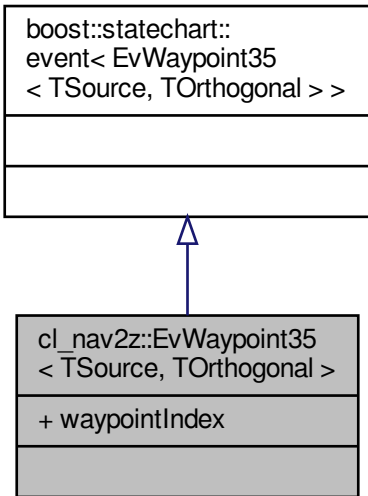 boost::statechart::
event< EvWaypoint35
< TSource, TOrthogonal > >
cl_nav2z::EvWaypoint35
< TSource, TOrthogonal >
+ waypointIndex